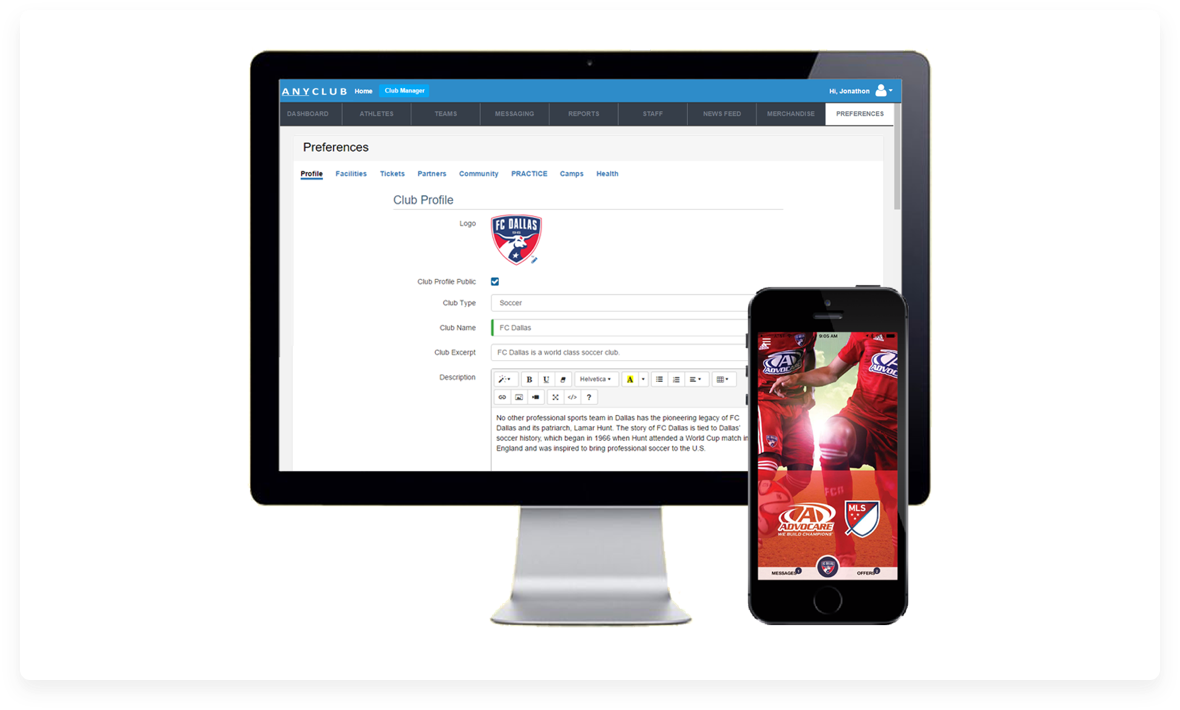 ANYCLUB Home Club Manager Hi, Jonathon
DASHBOARD ATHLETES TEAMS MESSAGING REPORTS STAFF NEWS FEED MERCHANDISE PREFERENCES
Preferences
Profile Facilities Tickets Partners Community PRACTICE Camps Health
Club Profile
Logo
FC DALLAS
Club Profile Public
Club Type Soccer
Club Name FC Dallas
Club Excerpt FC Dallas is a world class soccer club.
Description
B U Helvetica A
</> ?
No other professional sports team in Dallas has the pioneering legacy of FC
Dallas and its patriarch, Lamar Hunt. The story of FC Dallas is tied to Dallas'
soccer history, which began in 1966 when Hunt attended a World Cup match in
England and was inspired to bring professional soccer to the U.S.
9:05 AM
ADVOCARE
WE BUILD CHAMPIONS
MLS
MESSAGES OFFERS